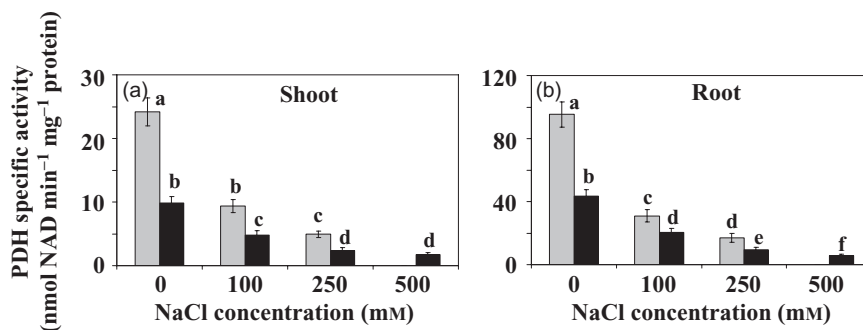 PDH specific activity
(nmol NAD min⁻¹ mg⁻¹ protein)
(a) Shoot
30
20
10
0
a
b
b
c
c
d
d
0 100 250 500
NaCl concentration (mM)
(b) Root
120
80
40
0
a
b
c
d
d
e
f
0 100 250 500
NaCl concentration (mM)